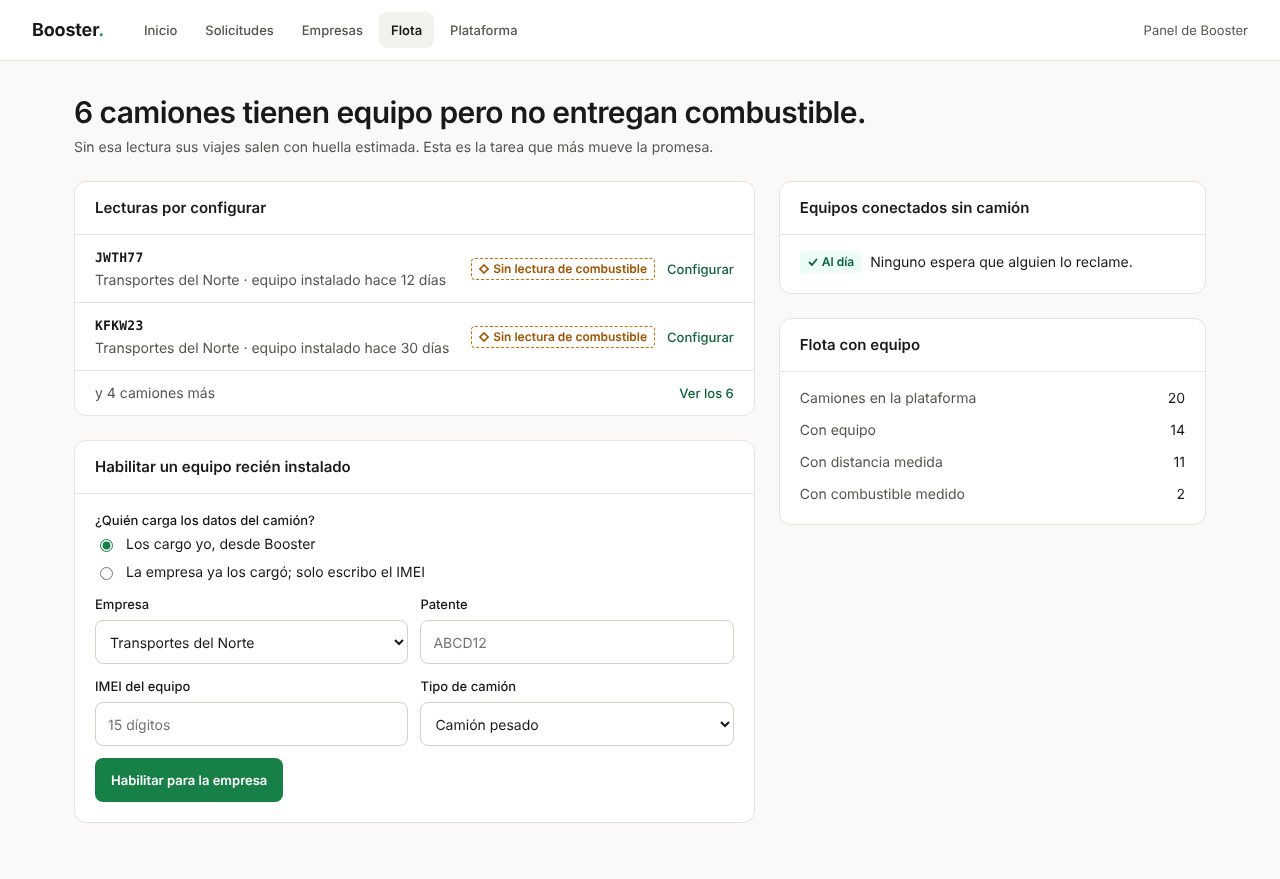 Booster.
Inicio
Solicitudes
Empresas
Flota
Plataforma
Panel de Booster
6 camiones tienen equipo pero no entregan combustible.
Sin esa lectura sus viajes salen con huella estimada. Esta es la tarea que más mueve la promesa.
Lecturas por configurar
JWTH77
Transportes del Norte · equipo instalado hace 12 días
Sin lectura de combustible
Configurar
KFKW23
Transportes del Norte · equipo instalado hace 30 días
Sin lectura de combustible
Configurar
y 4 camiones más
Ver los 6
Habilitar un equipo recién instalado
¿Quién carga los datos del camión?
Los cargo yo, desde Booster
La empresa ya los cargó; solo escribo el IMEI
Empresa
Patente
Transportes del Norte
ABCD12
IMEI del equipo
Tipo de camión
15 dígitos
Camión pesado
Habilitar para la empresa
Equipos conectados sin camión
Al día
Ninguno espera que alguien lo reclame.
Flota con equipo
Camiones en la plataforma 20
Con equipo 14
Con distancia medida 11
Con combustible medido 2